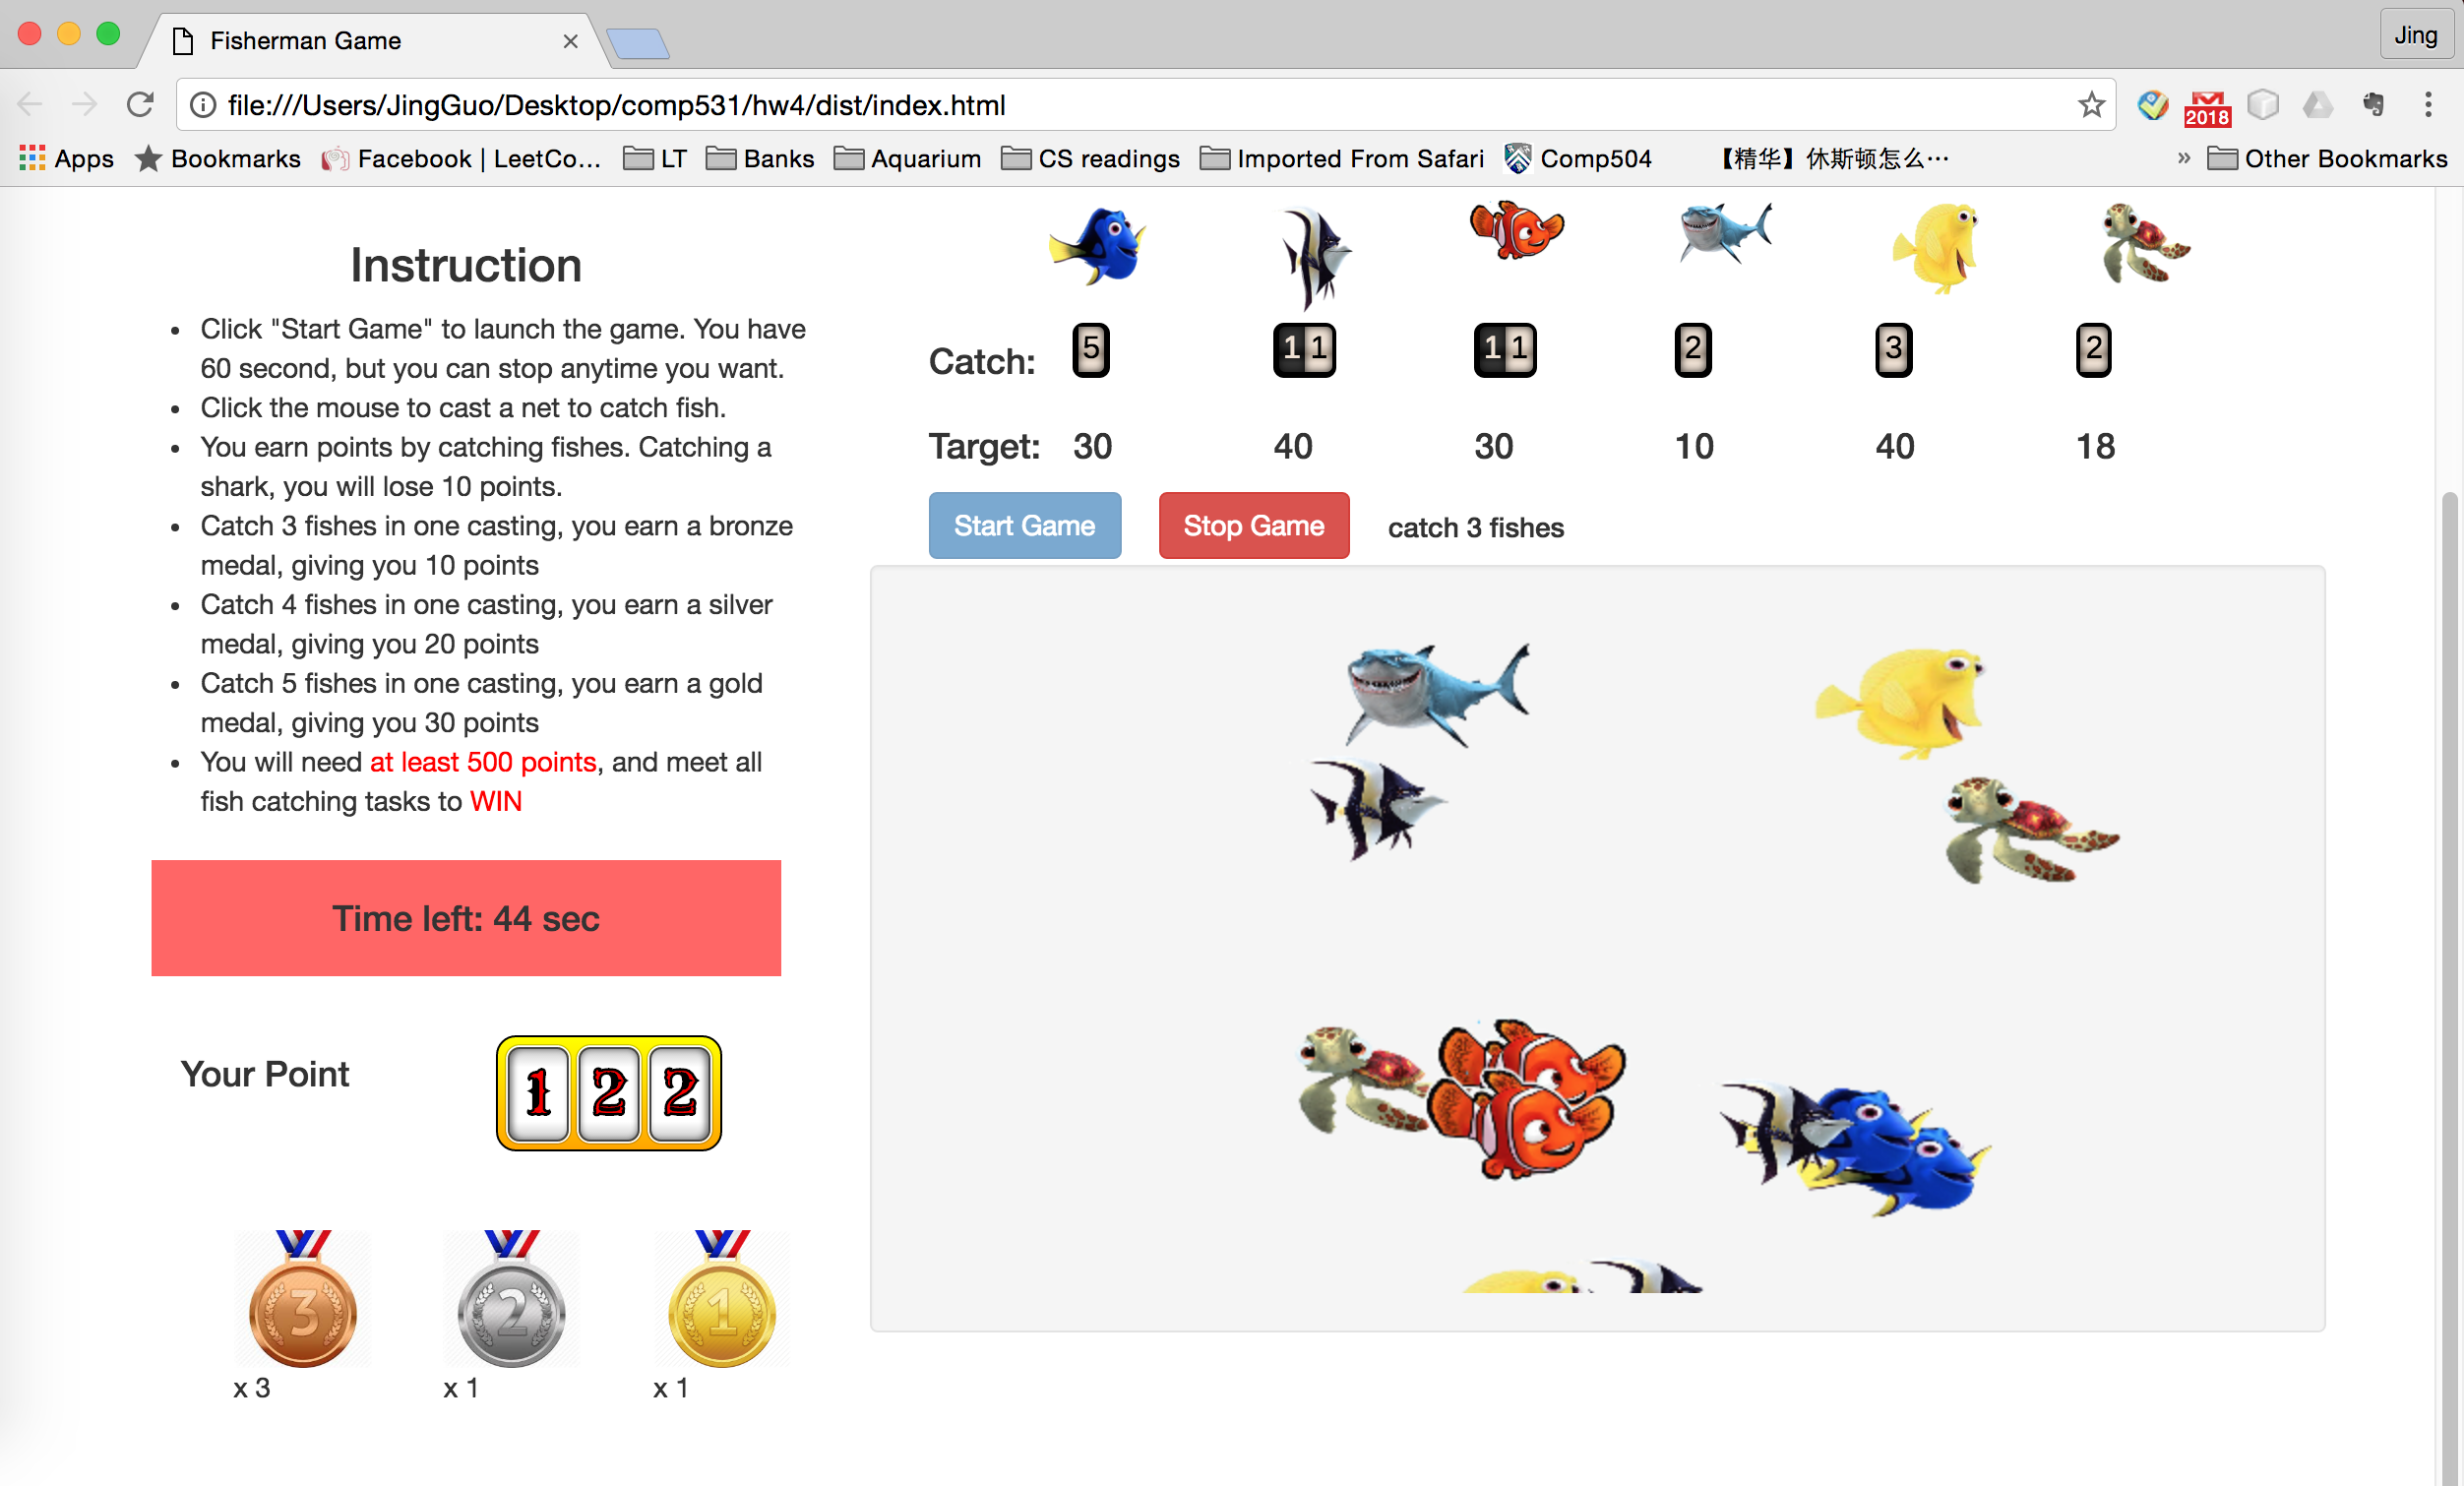 Fisherman Game
Jing
file:///Users/JingGuo/Desktop/comp531/hw4/dist/index.html
2018
Apps Bookmarks Facebook | LeetCo... LT Banks Aquarium CS readings Imported From Safari Comp504 【精华】休斯顿怎么... » Other Bookmarks
Instruction
• Click "Start Game" to launch the game. You have
60 second, but you can stop anytime you want.
• Click the mouse to cast a net to catch fish.
• You earn points by catching fishes. Catching a
shark, you will lose 10 points.
• Catch 3 fishes in one casting, you earn a bronze
medal, giving you 10 points
• Catch 4 fishes in one casting, you earn a silver
medal, giving you 20 points
• Catch 5 fishes in one casting, you earn a gold
medal, giving you 30 points
• You will need at least 500 points, and meet all
fish catching tasks to WIN
Time left: 44 sec
Your Point 122
3 2 1
x 3 x 1 x 1
Catch: 5 11 11 2 3 2
Target: 30 40 30 10 40 18
Start Game Stop Game catch 3 fishes